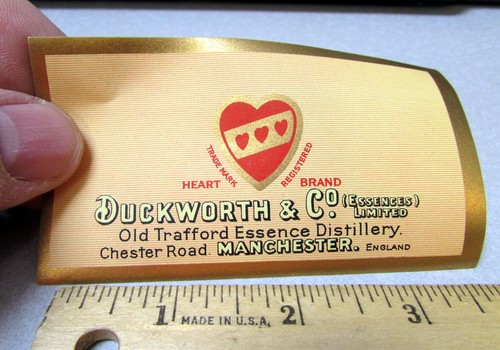 TRADE MARK REGISTERED
HEART BRAND
DUCKWORTH & Co. (ESSENCES) LIMITED
Old Trafford Essence Distillery.
Chester Road. MANCHESTER. ENGLAND
1 MADE IN U.S.A. 2 3